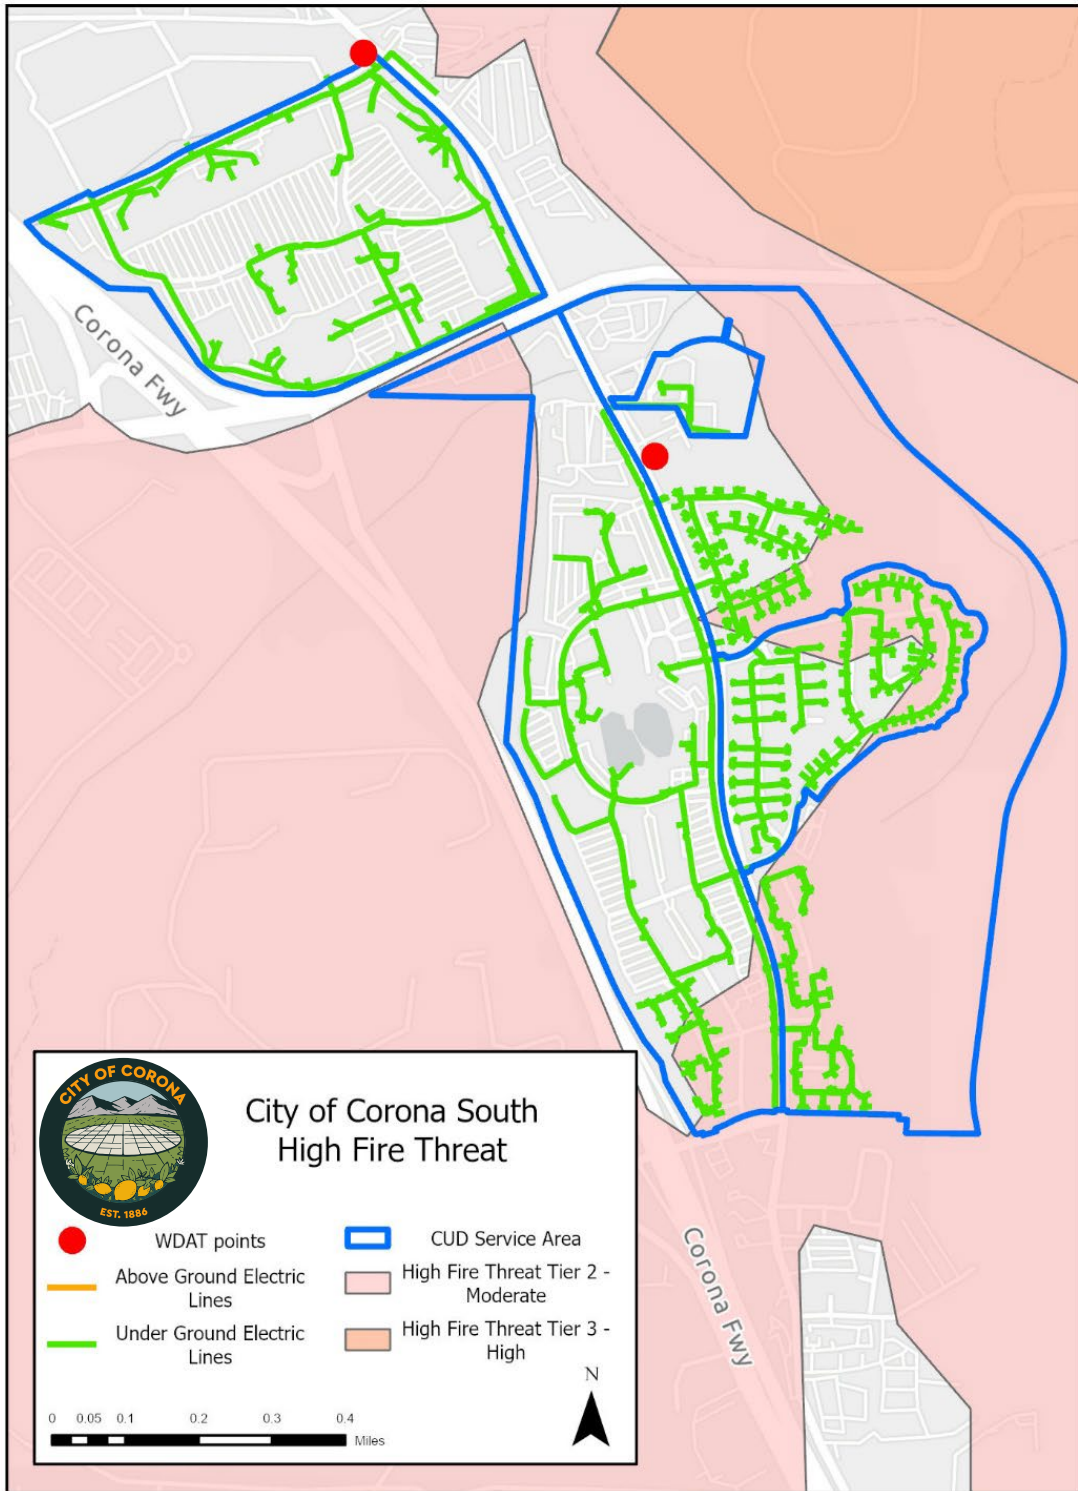 Corona Fwy
CITY OF CORONA
EST. 1886
City of Corona South
High Fire Threat
WDAT points
CUD Service Area
Above Ground Electric
Lines
High Fire Threat Tier 2 -
Moderate
Under Ground Electric
Lines
High Fire Threat Tier 3 -
High
N
0 0.05 0.1 0.2 0.3 0.4
Miles
Corona Fwy